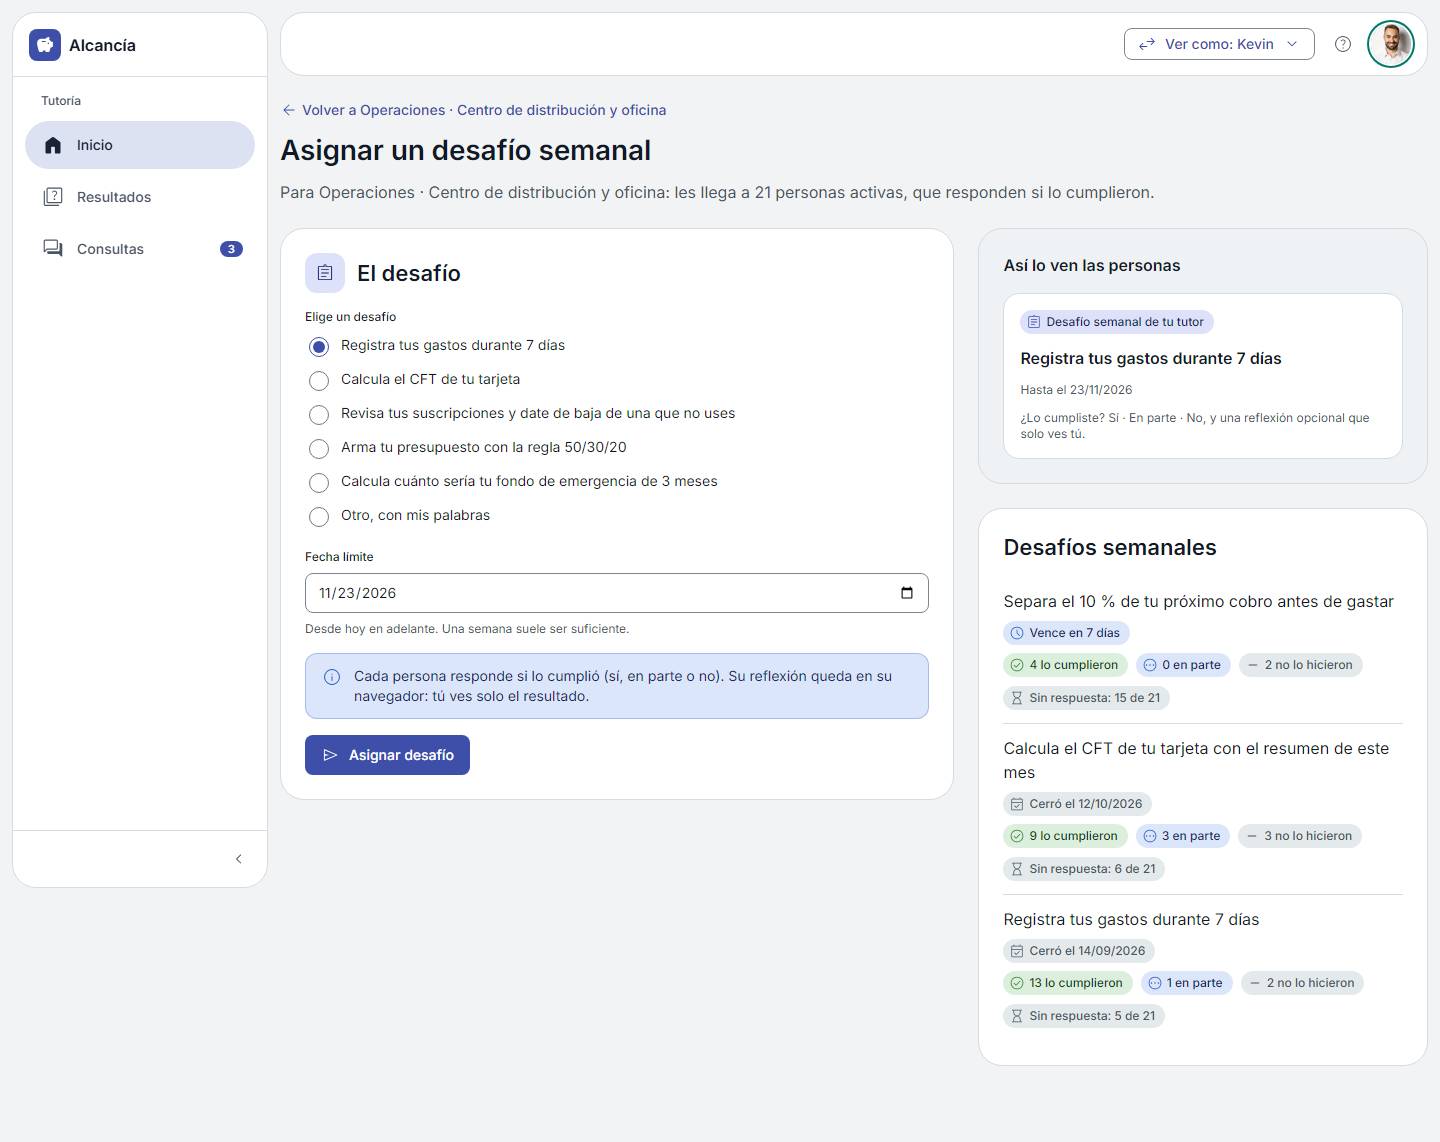 Alcancía
Tutoría
Inicio
Resultados
Consultas
3
Ver como: Kevin
Volver a Operaciones · Centro de distribución y oficina
Asignar un desafío semanal
Para Operaciones · Centro de distribución y oficina: les llega a 21 personas activas, que responden si lo cumplieron.
El desafío
Elige un desafío
Registra tus gastos durante 7 días
Calcula el CFT de tu tarjeta
Revisa tus suscripciones y date de baja de una que no uses
Arma tu presupuesto con la regla 50/30/20
Calcula cuánto sería tu fondo de emergencia de 3 meses
Otro, con mis palabras
Fecha límite
11/23/2026
Desde hoy en adelante. Una semana suele ser suficiente.
Cada persona responde si lo cumplió (sí, en parte o no). Su reflexión queda en su
navegador: tú ves solo el resultado.
Asignar desafío
Así lo ven las personas
Desafío semanal de tu tutor
Registra tus gastos durante 7 días
Hasta el 23/11/2026
¿Lo cumpliste? Sí · En parte · No, y una reflexión opcional que
solo ves tú.
Desafíos semanales
Separa el 10 % de tu próximo cobro antes de gastar
Vence en 7 días
4 lo cumplieron
0 en parte
2 no lo hicieron
Sin respuesta: 15 de 21
Calcula el CFT de tu tarjeta con el resumen de este
mes
Cerró el 12/10/2026
9 lo cumplieron
3 en parte
3 no lo hicieron
Sin respuesta: 6 de 21
Registra tus gastos durante 7 días
Cerró el 14/09/2026
13 lo cumplieron
1 en parte
2 no lo hicieron
Sin respuesta: 5 de 21